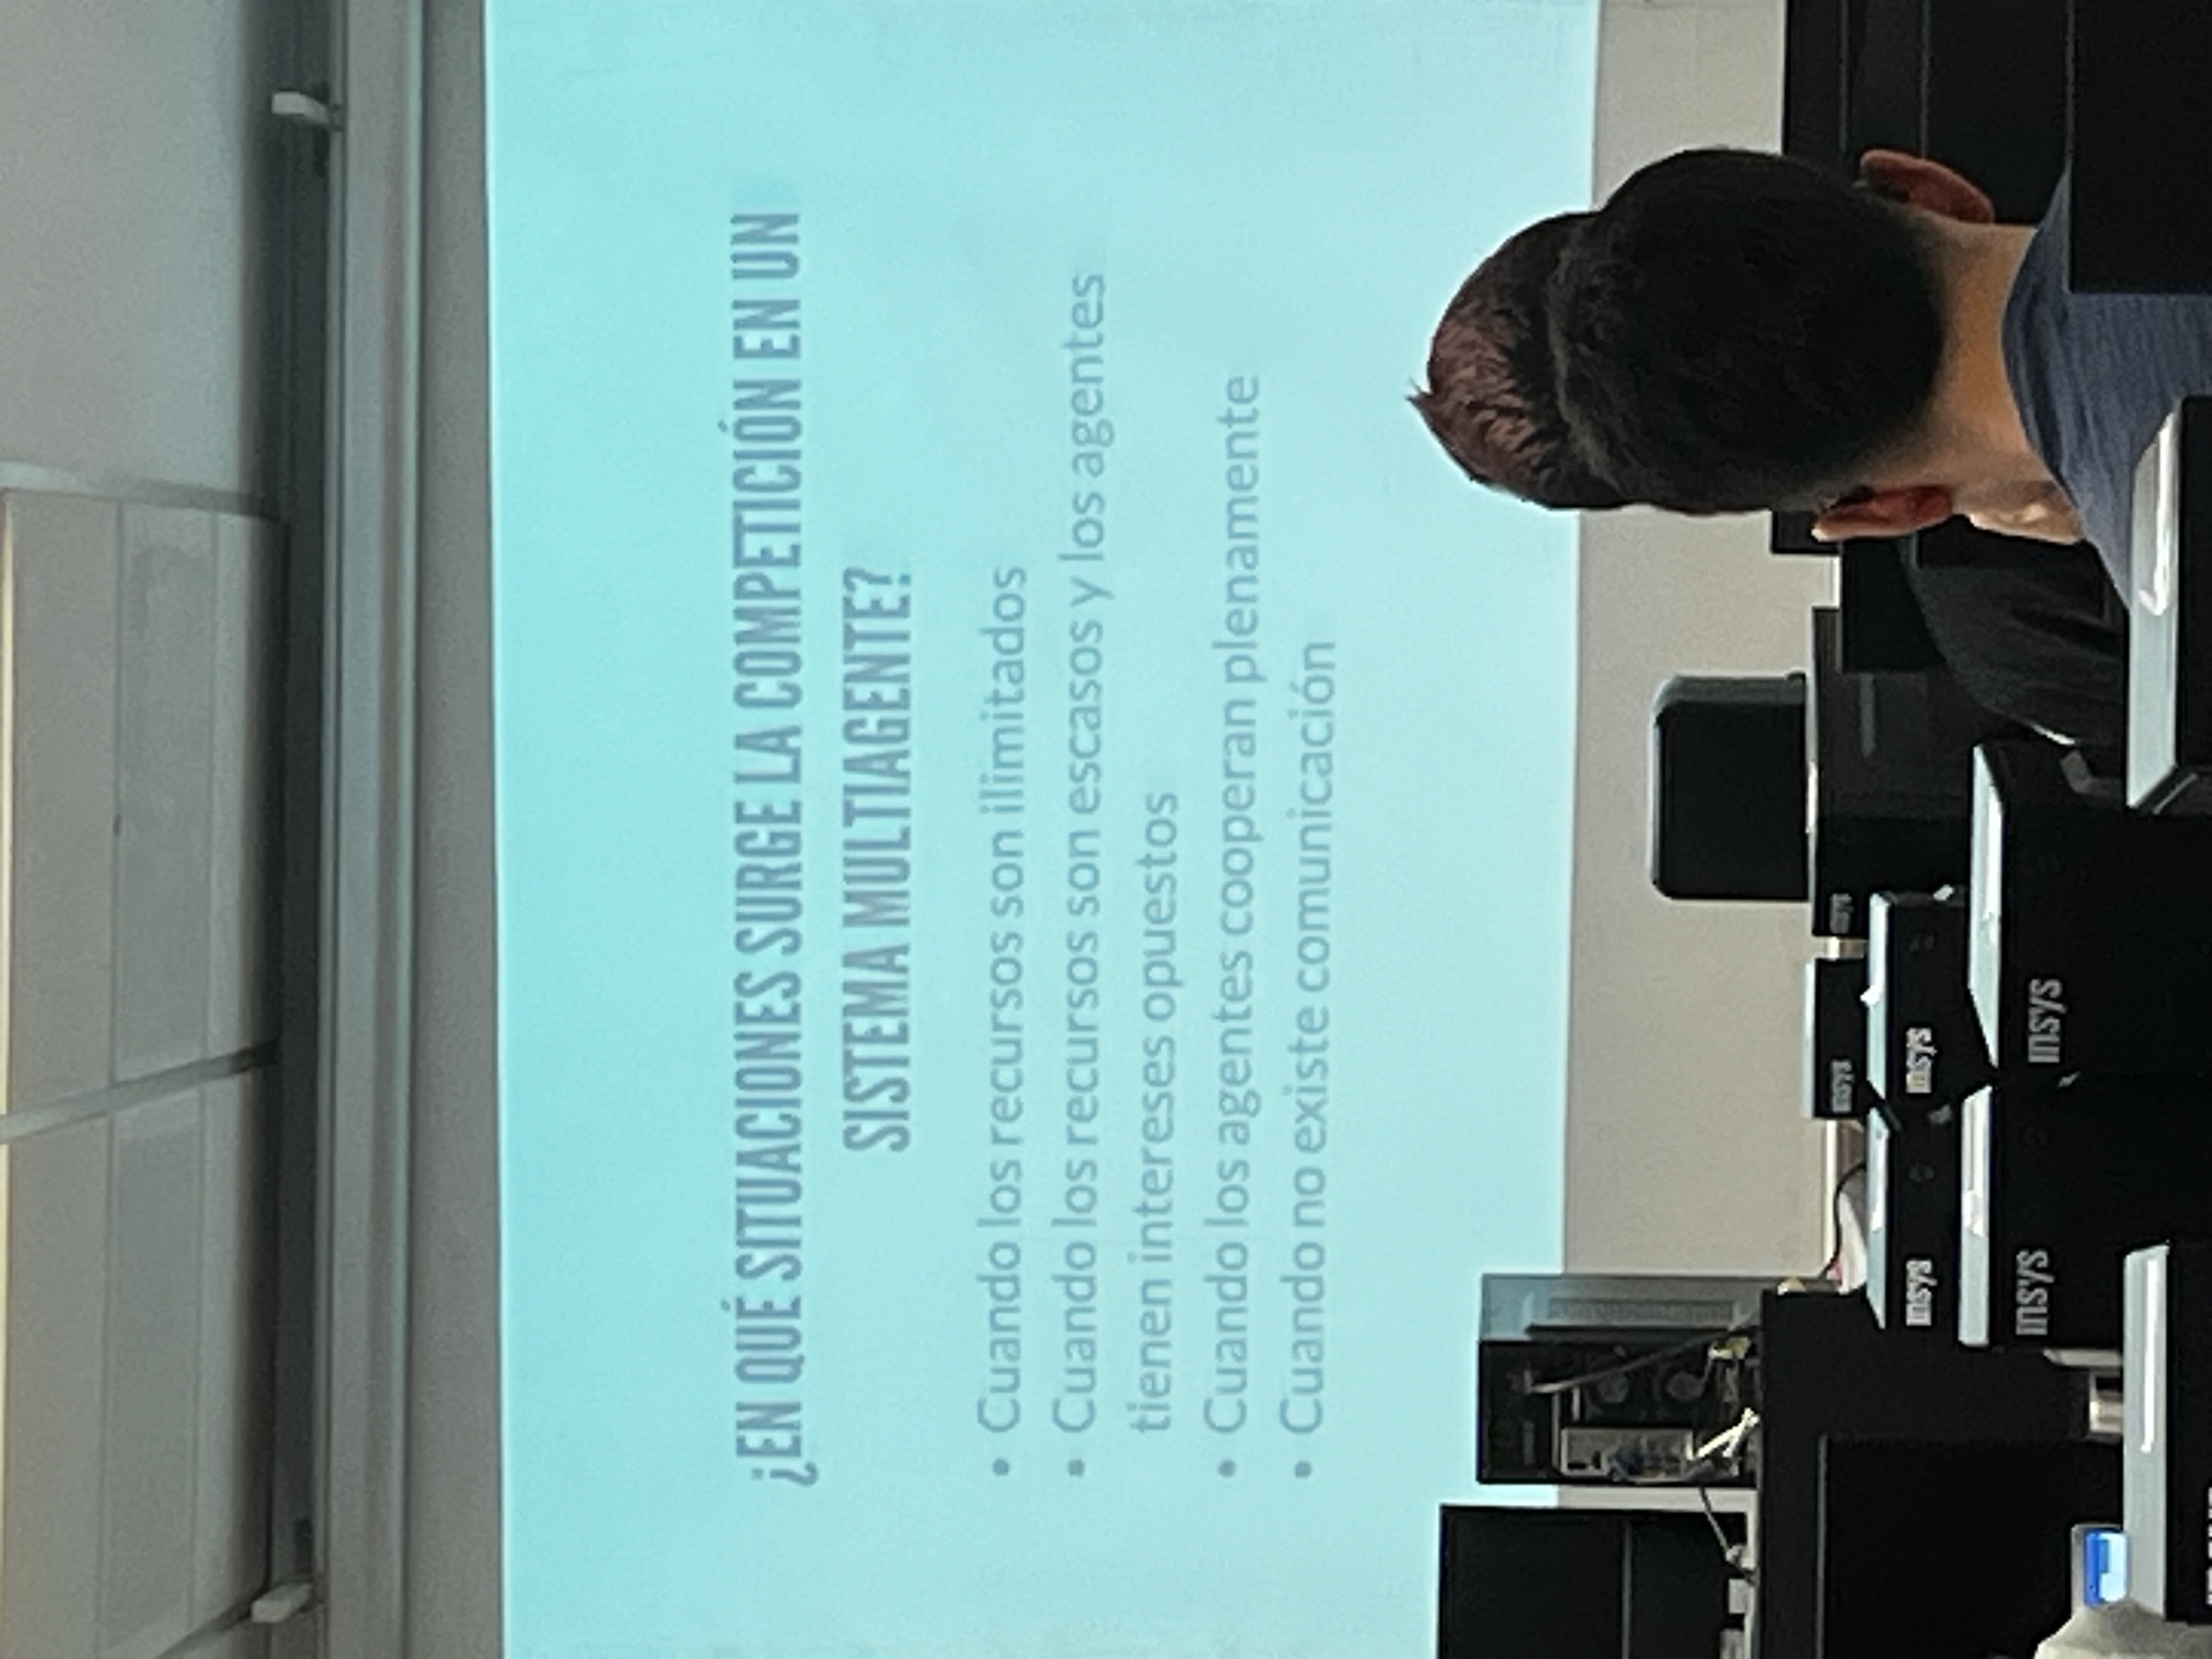 ¿EN QUÉ SITUACIONES SURGE LA COMPETICIÓN EN UN
SISTEMA MULTIAGENTE?
• Cuando los recursos son ilimitados
• Cuando los recursos son escasos y los agentes
tienen intereses opuestos
• Cuando los agentes cooperan plenamente
• Cuando no existe comunicación
insys
insys
insys
insys
insys
insys